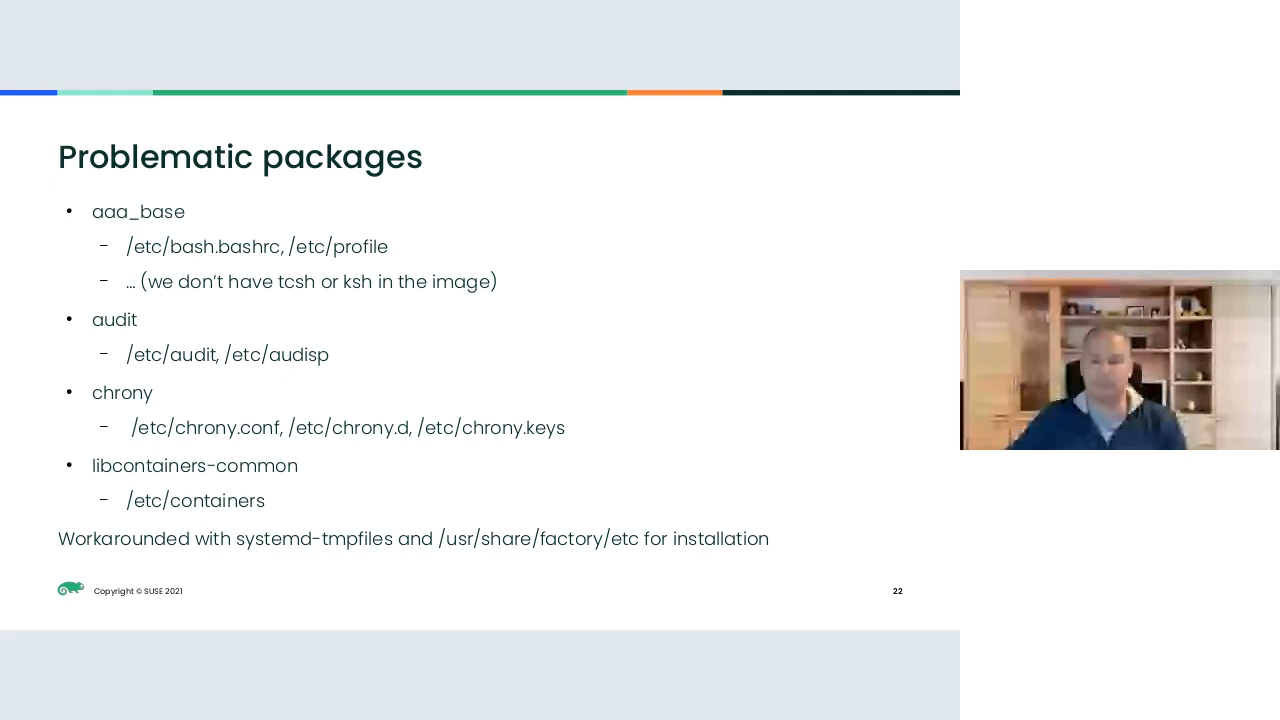 Problematic packages
• aaa_base
– /etc/bash.bashrc, /etc/profile
– ... (we don’t have tcsh or ksh in the image)
• audit
– /etc/audit, /etc/audisp
• chrony
– /etc/chrony.conf, /etc/chrony.d, /etc/chrony.keys
• libcontainers-common
– /etc/containers
Workarounded with systemd-tmpfiles and /usr/share/factory/etc for installation
Copyright © SUSE 2021
22